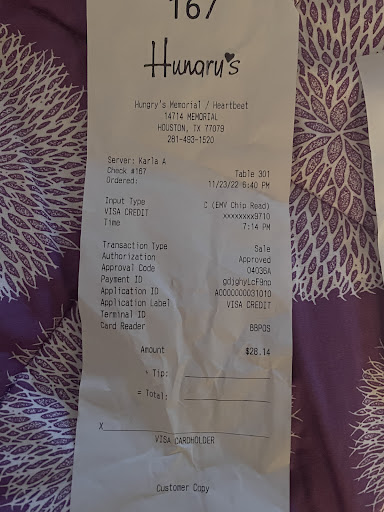 167
Hungry's
Hungry's Memorial / Heartbeet
14714 MEMORIAL
HOUSTON, TX 77079
281-493-1520
Server: Karla A
Check #167 Table 301
Ordered: 11/23/22 6:40 PM
Input Type C (EMV Chip Read)
VISA CREDIT xxxxxxxx9710
Time 7:14 PM
Transaction Type Sale
Authorization Approved
Approval Code 04036A
Payment ID gdjghyLcF9np
Application ID A0000000031010
Application Label VISA CREDIT
Terminal ID
Card Reader BBPOS
Amount $28.14
+ Tip:
= Total:
X
VISA CARDHOLDER
Customer Copy